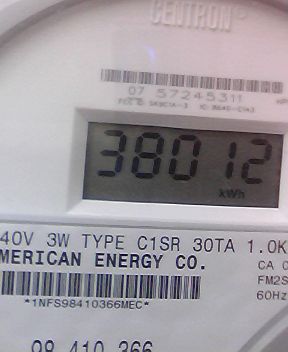 CENTRON®
07 57245311
38012
kWh
40V 3W TYPE C1SR 30TA 1.0K
MERICAN ENERGY CO.
CA 0
FM2S
60Hz
*1NFS98410366MEC*
98 410 366